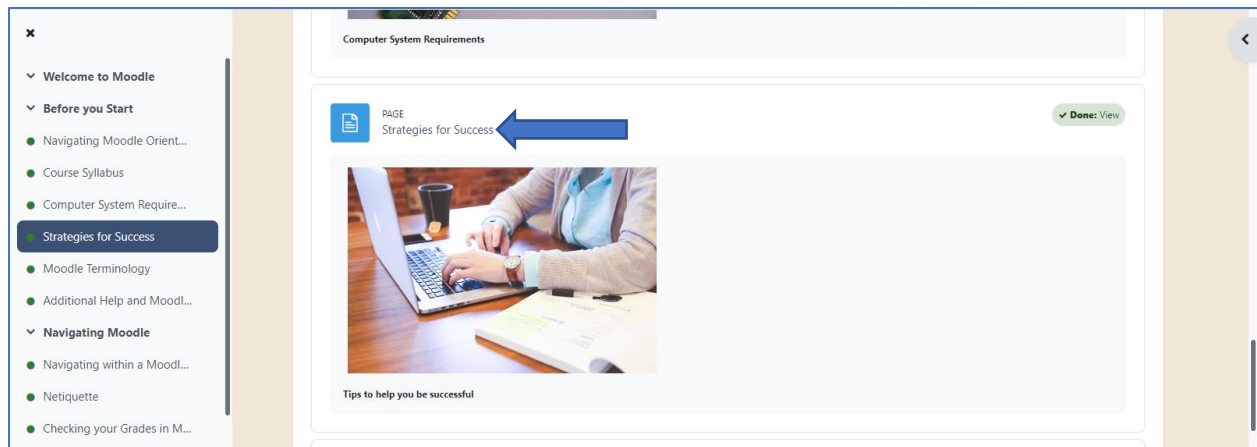 Welcome to Moodle
Before you Start
Navigating Moodle Orient...
Course Syllabus
Computer System Require...
Strategies for Success
Moodle Terminology
Additional Help and Moodl...
Navigating Moodle
Navigating within a Moodl...
Netiquette
Checking your Grades in M...
Computer System Requirements
PAGE
Strategies for Success
Done: View
Tips to help you be successful